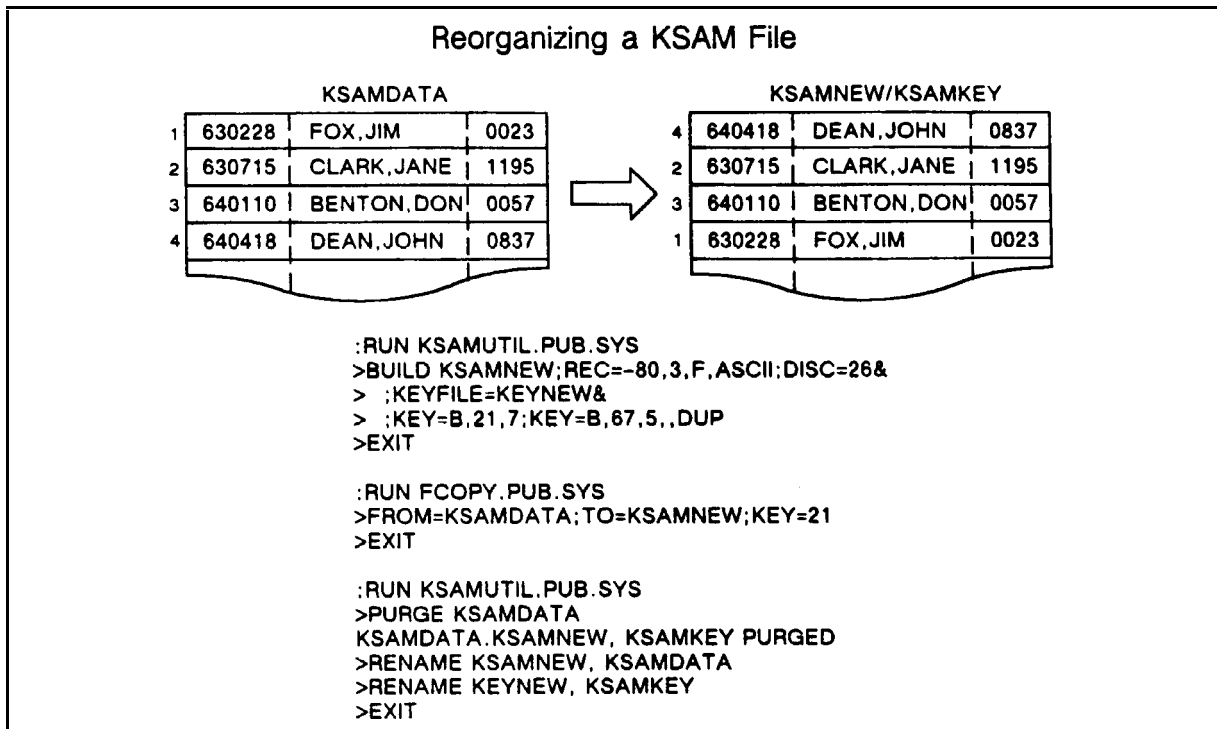 Reorganizing a KSAM File
KSAMDATA
1 630228 FOX,JIM 0023
2 630715 CLARK,JANE 1195
3 640110 BENTON,DON 0057
4 640418 DEAN,JOHN 0837
KSAMNEW/KSAMKEY
4 640418 DEAN,JOHN 0837
2 630715 CLARK,JANE 1195
3 640110 BENTON,DON 0057
1 630228 FOX,JIM 0023
:RUN KSAMUTIL.PUB.SYS
>BUILD KSAMNEW;REC=-80,3,F,ASCII;DISC=26&
> ;KEYFILE=KEYNEW&
> ;KEY=B,21,7;KEY=B,67,5,,DUP
>EXIT
:RUN FCOPY.PUB.SYS
>FROM=KSAMDATA;TO=KSAMNEW;KEY=21
>EXIT
:RUN KSAMUTIL.PUB.SYS
>PURGE KSAMDATA
KSAMDATA.KSAMNEW, KSAMKEY PURGED
>RENAME KSAMNEW, KSAMDATA
>RENAME KEYNEW, KSAMKEY
>EXIT